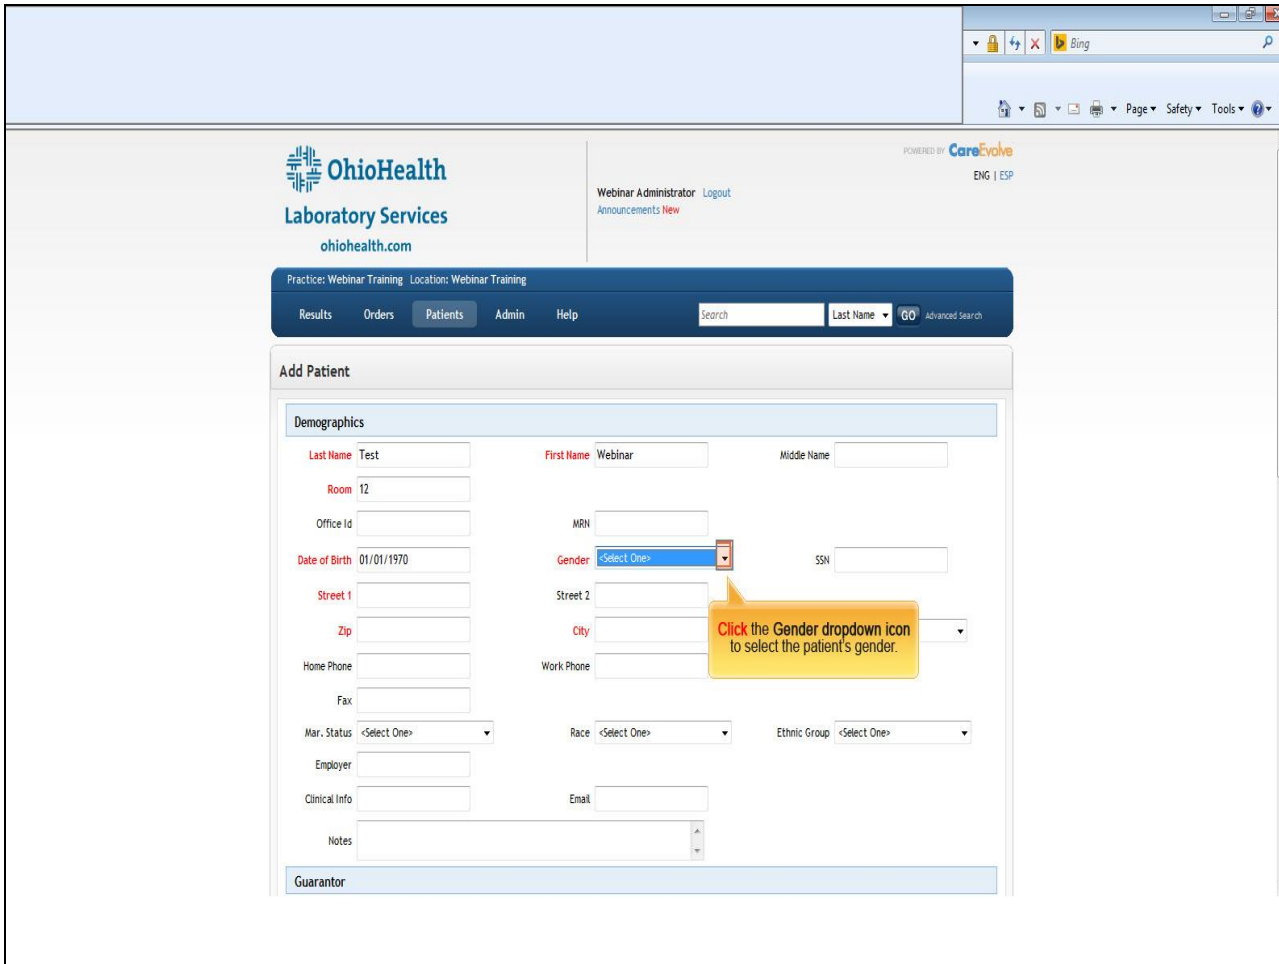 Bing
Page Safety Tools
OhioHealth
Laboratory Services
ohiohealth.com
Webinar Administrator Logout
Announcements New
POWERED BY CareEvolve
ENG | ESP
Practice: Webinar Training Location: Webinar Training
Results Orders Patients Admin Help Search Last Name GO Advanced Search
Add Patient
Demographics
Last Name Test First Name Webinar Middle Name
Room 12
Office Id MRN
Date of Birth 01/01/1970 Gender <Select One> SSN
Street 1 Street 2
Zip City
Click the Gender dropdown icon
to select the patient's gender.
Home Phone Work Phone
Fax
Mar. Status <Select One> Race <Select One> Ethnic Group <Select One>
Employer
Clinical Info Email
Notes
Guarantor